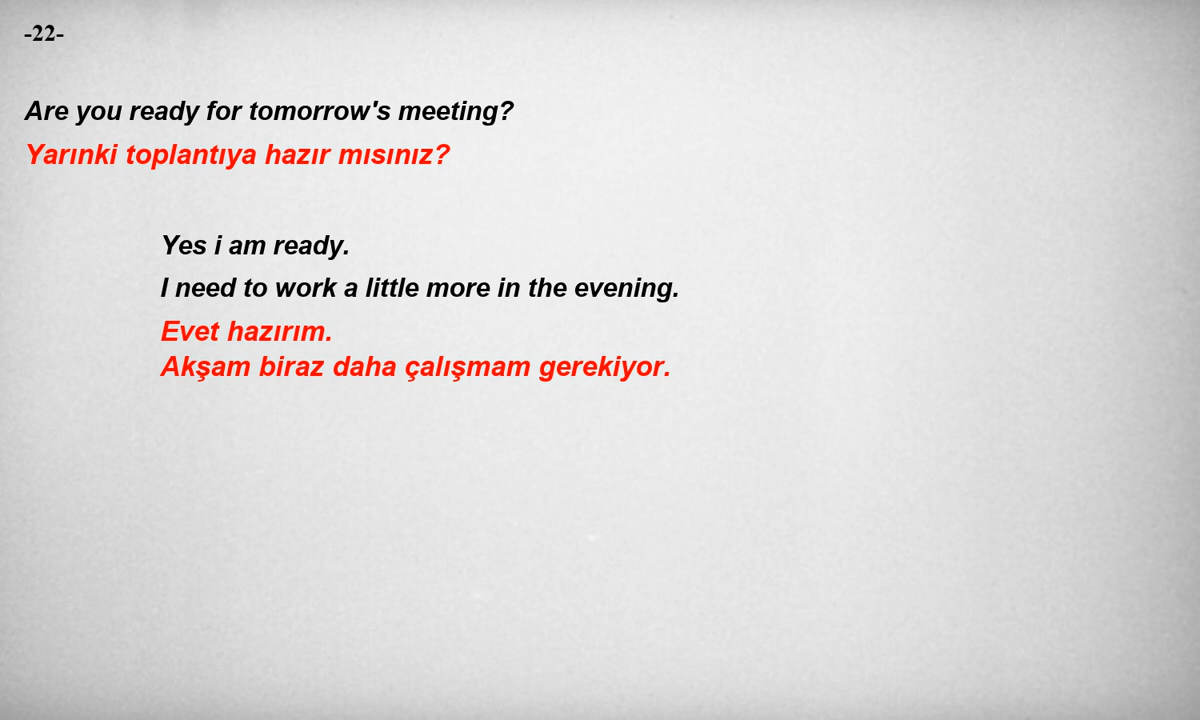 -22-
Are you ready for tomorrow's meeting?
Yarınki toplantıya hazır mısınız?
Yes i am ready.
I need to work a little more in the evening.
Evet hazırım.
Akşam biraz daha çalışmam gerekiyor.